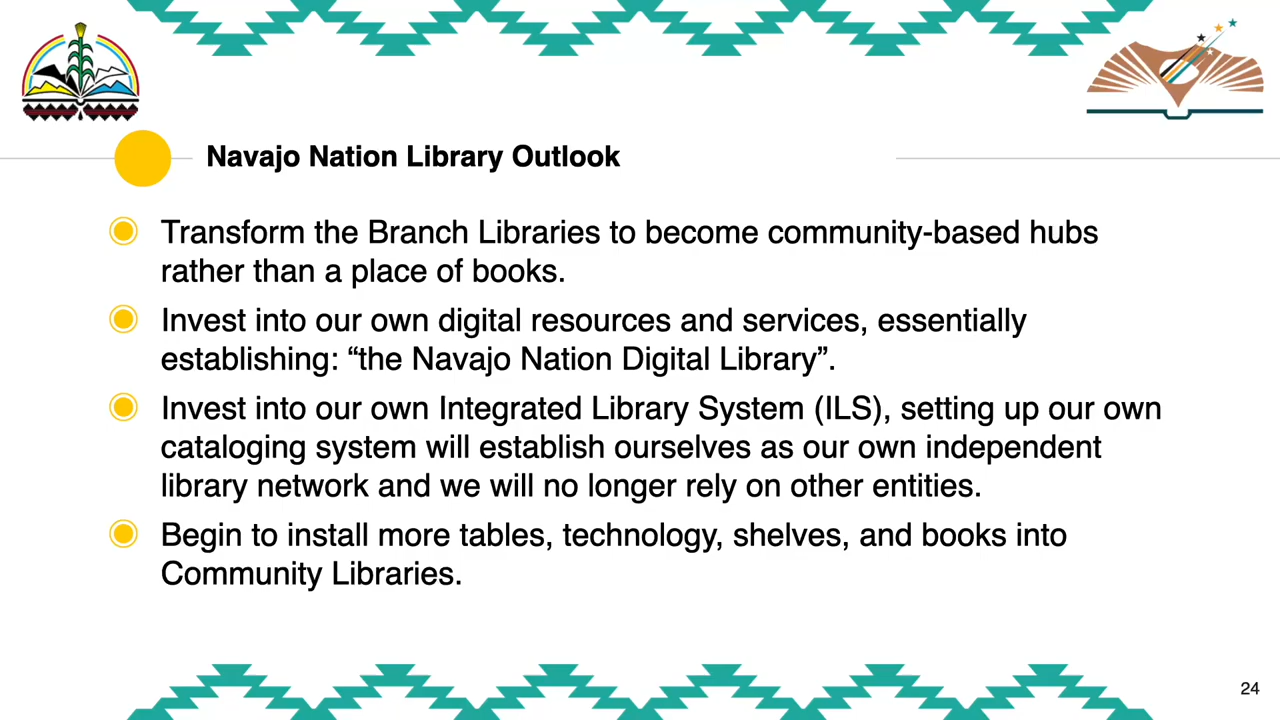 Navajo Nation Library Outlook
Transform the Branch Libraries to become community-based hubs
rather than a place of books.
Invest into our own digital resources and services, essentially
establishing: “the Navajo Nation Digital Library”.
Invest into our own Integrated Library System (ILS), setting up our own
cataloging system will establish ourselves as our own independent
library network and we will no longer rely on other entities.
Begin to install more tables, technology, shelves, and books into
Community Libraries.
24